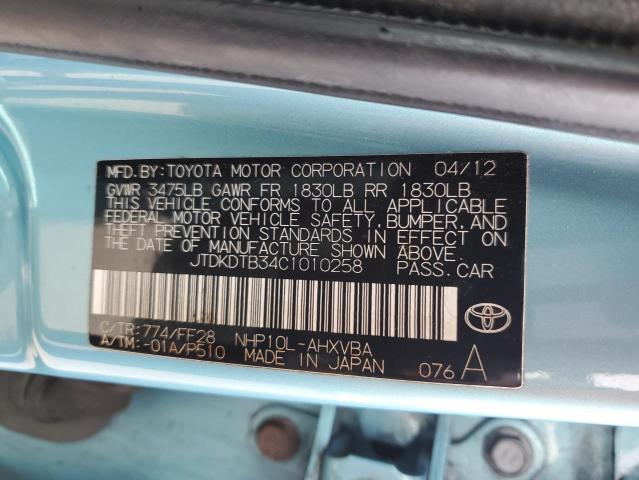 MFD.BY:TOYOTA MOTOR CORPORATION 04/12
GVWR 3475LB GAWR FR 1830LB RR 1830LB
THIS VEHICLE CONFORMS TO ALL APPLICABLE
FEDERAL MOTOR VEHICLE SAFETY, BUMPER, AND
THEFT PREVENTION STANDARDS IN EFFECT ON
THE DATE OF MANUFACTURE SHOWN ABOVE.
JTDKDTB34C1010258 PASS.CAR
C/TR:774/FF28 NHP10L-AHXVBA
A/TM:-01A/P510 MADE IN JAPAN 076 A